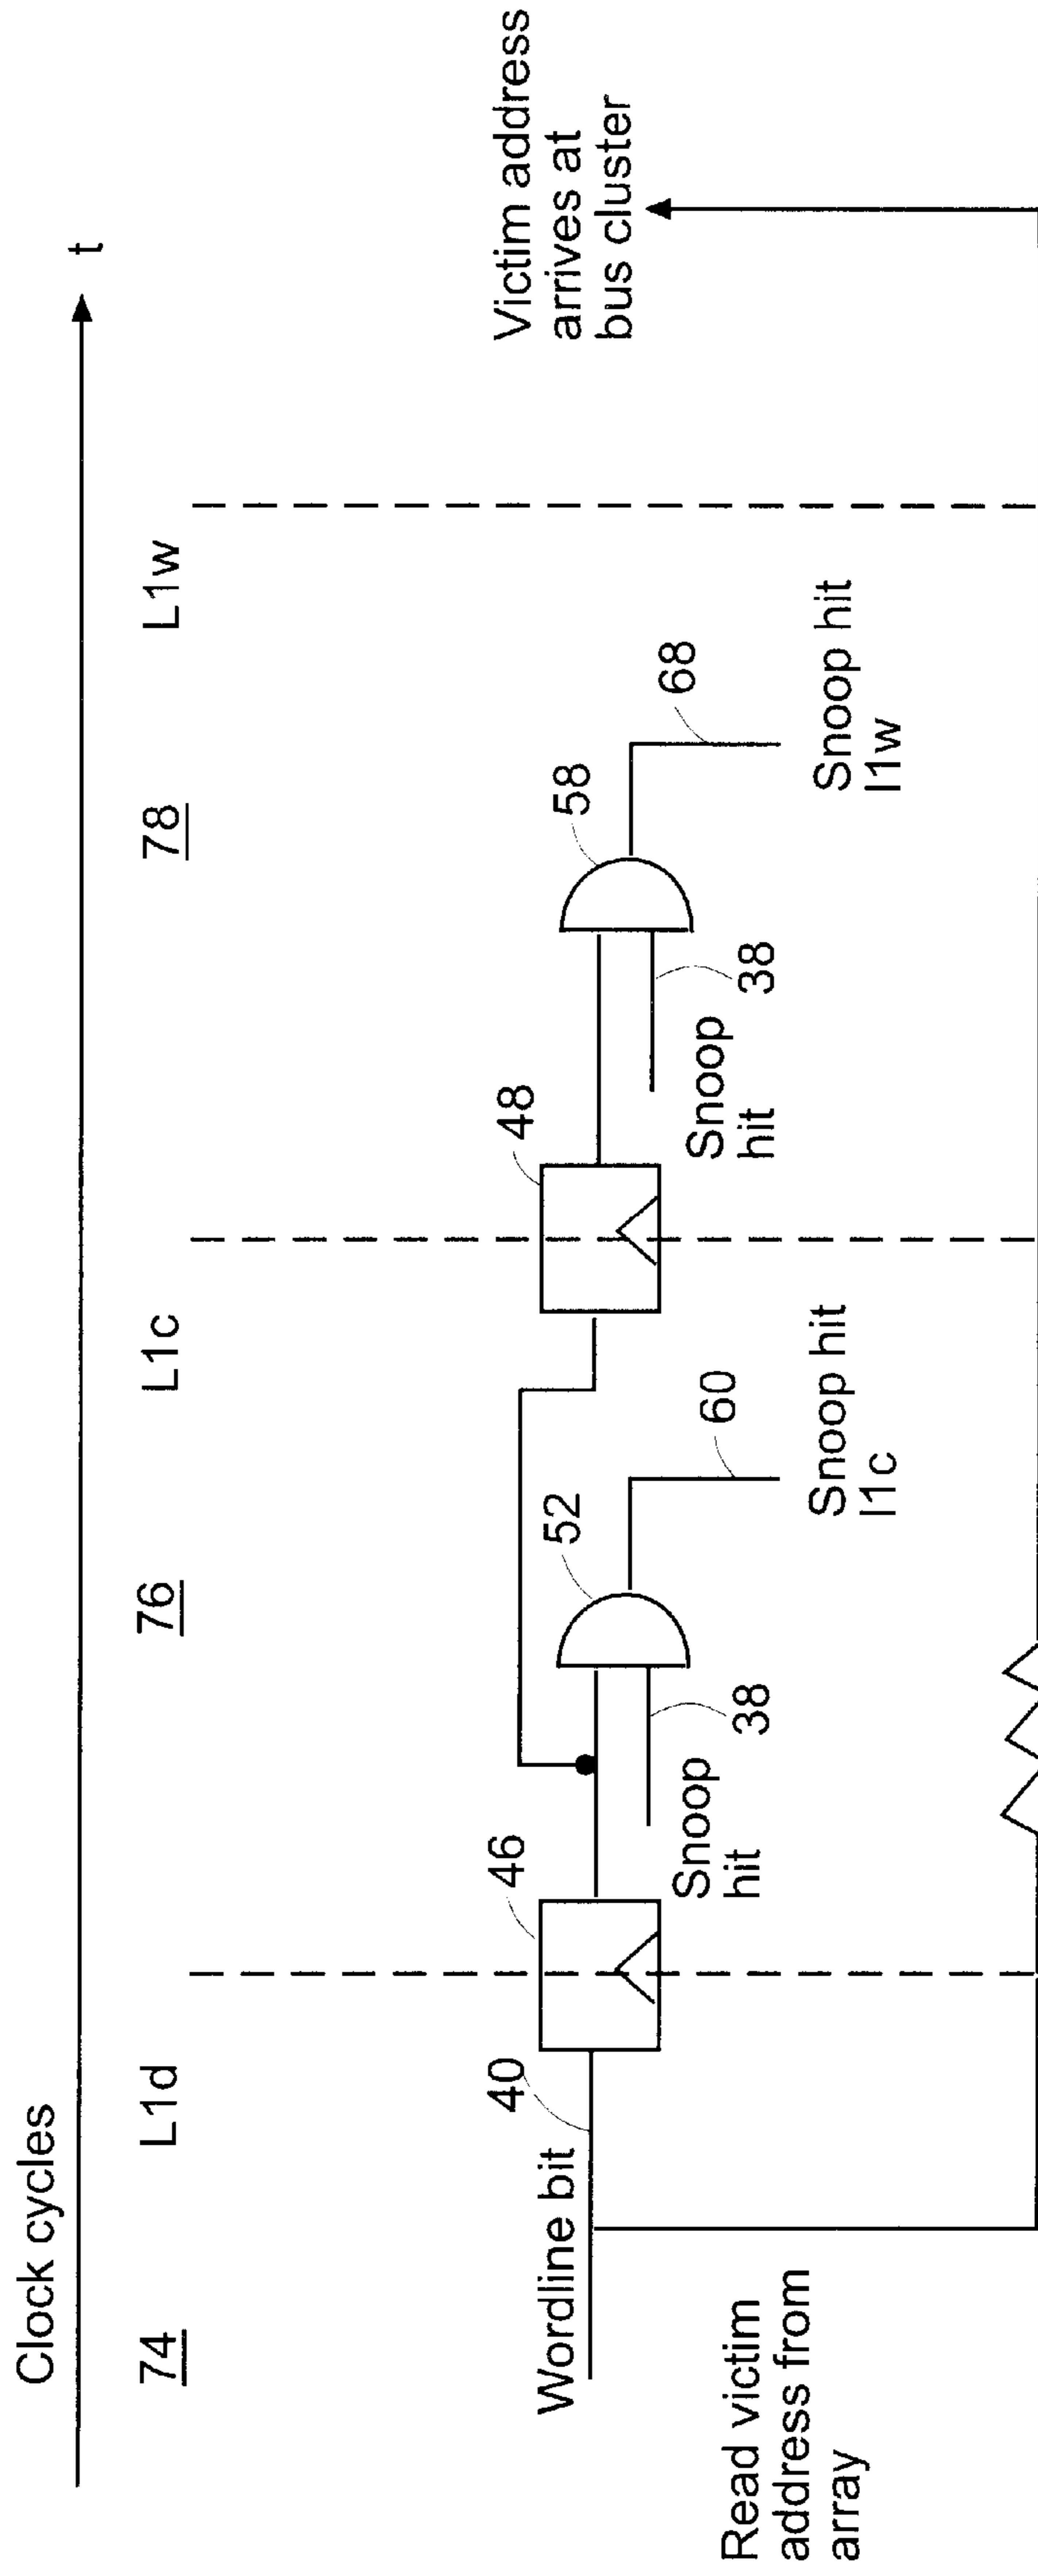 Clock cycles
t
74
L1d
76
L1c
78
L1w
Victim address
arrives at
bus cluster
Wordline bit
40
46
52
48
58
Snoop
hit
38
60
Snoop hit
l1c
Snoop
hit
38
68
Snoop hit
l1w
Read victim
address from
array